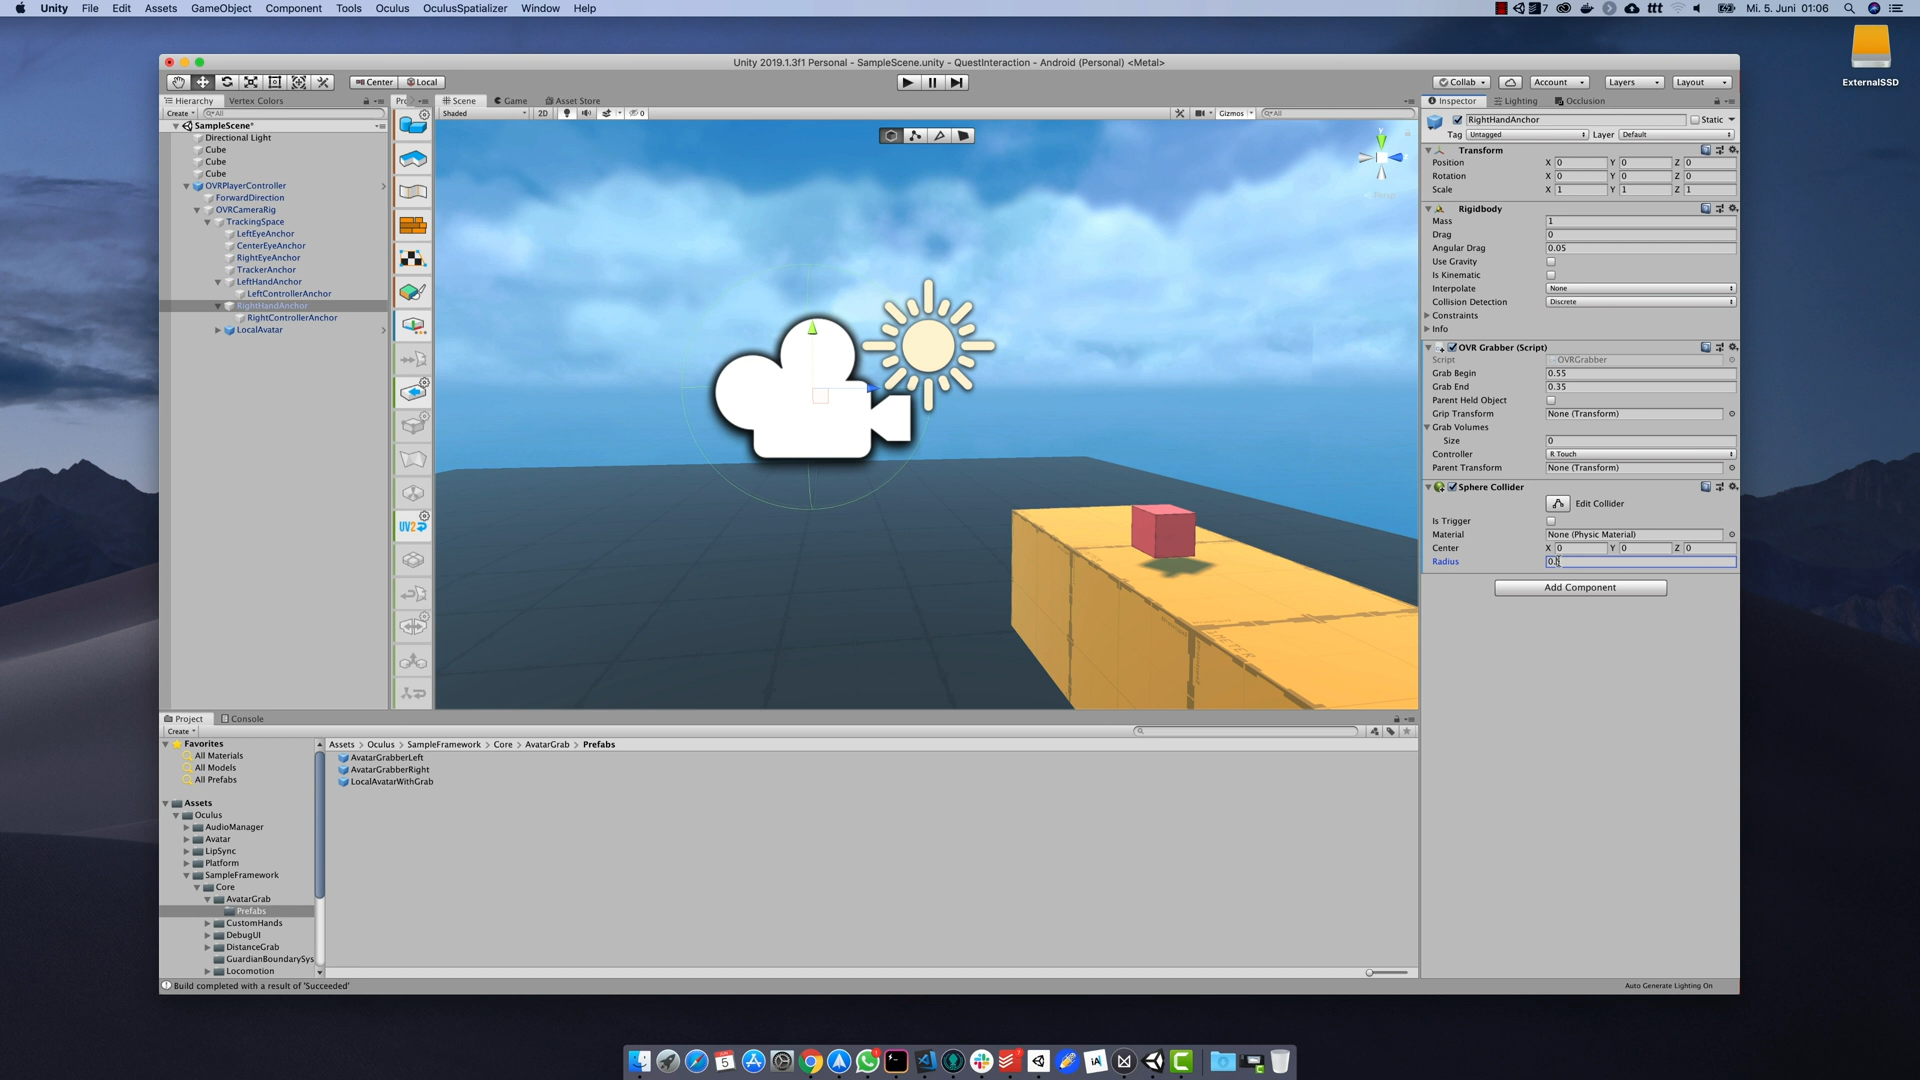 Unity File Edit Assets GameObject Component Tools Oculus OculusSpatializer Window Help
7 Mi. 5. Juni 01:06
ExternalSSD
Unity 2019.1.3f1 Personal - SampleScene.unity - QuestInteraction - Android (Personal) <Metal>
Center Local
Collab Account Layers Layout
Hierarchy Vertex Colors
Create All
SampleScene*
Directional Light
Cube
Cube
Cube
OVRPlayerController
ForwardDirection
OVRCameraRig
TrackingSpace
LeftEyeAnchor
CenterEyeAnchor
RightEyeAnchor
TrackerAnchor
LeftHandAnchor
LeftControllerAnchor
RightHandAnchor
RightControllerAnchor
LocalAvatar
UV2
Scene Game Asset Store
Shaded 2D 0 Gizmos All
Inspector Lighting Occlusion
RightHandAnchor Static
Tag Untagged Layer Default
Transform
Position X 0 Y 0 Z 0
Rotation X 0 Y 0 Z 0
Scale X 1 Y 1 Z 1
Rigidbody
Mass 1
Drag 0
Angular Drag 0.05
Use Gravity
Is Kinematic
Interpolate None
Collision Detection Discrete
Constraints
Info
OVR Grabber (Script)
Script OVRGrabber
Grab Begin 0.55
Grab End 0.35
Parent Held Object
Grip Transform None (Transform)
Grab Volumes
Size 0
Controller R Touch
Parent Transform None (Transform)
Sphere Collider
Edit Collider
Is Trigger
Material None (Physic Material)
Center X 0 Y 0 Z 0
Radius
Add Component
Project Console
Create
Favorites
All Materials
All Models
All Prefabs
Assets
Oculus
AudioManager
Avatar
LipSync
Platform
SampleFramework
Core
AvatarGrab
Prefabs
CustomHands
DebugUI
DistanceGrab
GuardianBoundarySys
Locomotion
Assets > Oculus > SampleFramework > Core > AvatarGrab > Prefabs
AvatarGrabberLeft
AvatarGrabberRight
LocalAvatarWithGrab
Build completed with a result of 'Succeeded'
Auto Generate Lighting On